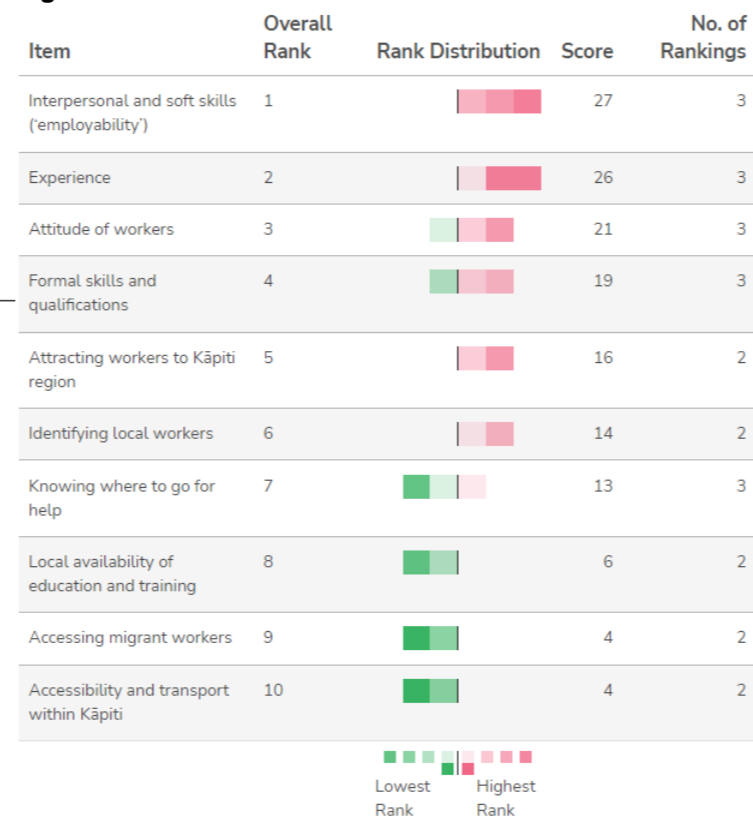 Item Overall Rank Rank Distribution Score No. of Rankings
Interpersonal and soft skills 1 27 3
('employability')
Experience 2 26 3
Attitude of workers 3 21 3
Formal skills and 4 19 3
qualifications
Attracting workers to Kāpiti 5 16 2
region
Identifying local workers 6 14 2
Knowing where to go for 7 13 3
help
Local availability of 8 6 2
education and training
Accessing migrant workers 9 4 2
Accessibility and transport 10 4 2
within Kāpiti
Lowest Highest
Rank Rank